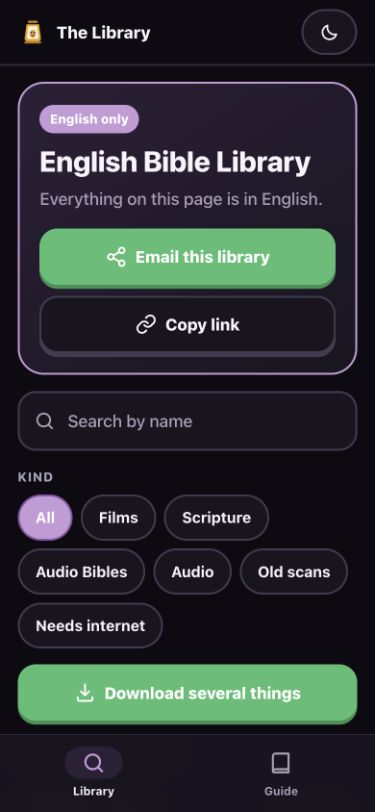 The Library
English only
English Bible Library
Everything on this page is in English.
Email this library
Copy link
Search by name
KIND
All
Films
Scripture
Audio Bibles
Audio
Old scans
Needs internet
Download several things
Library
Guide